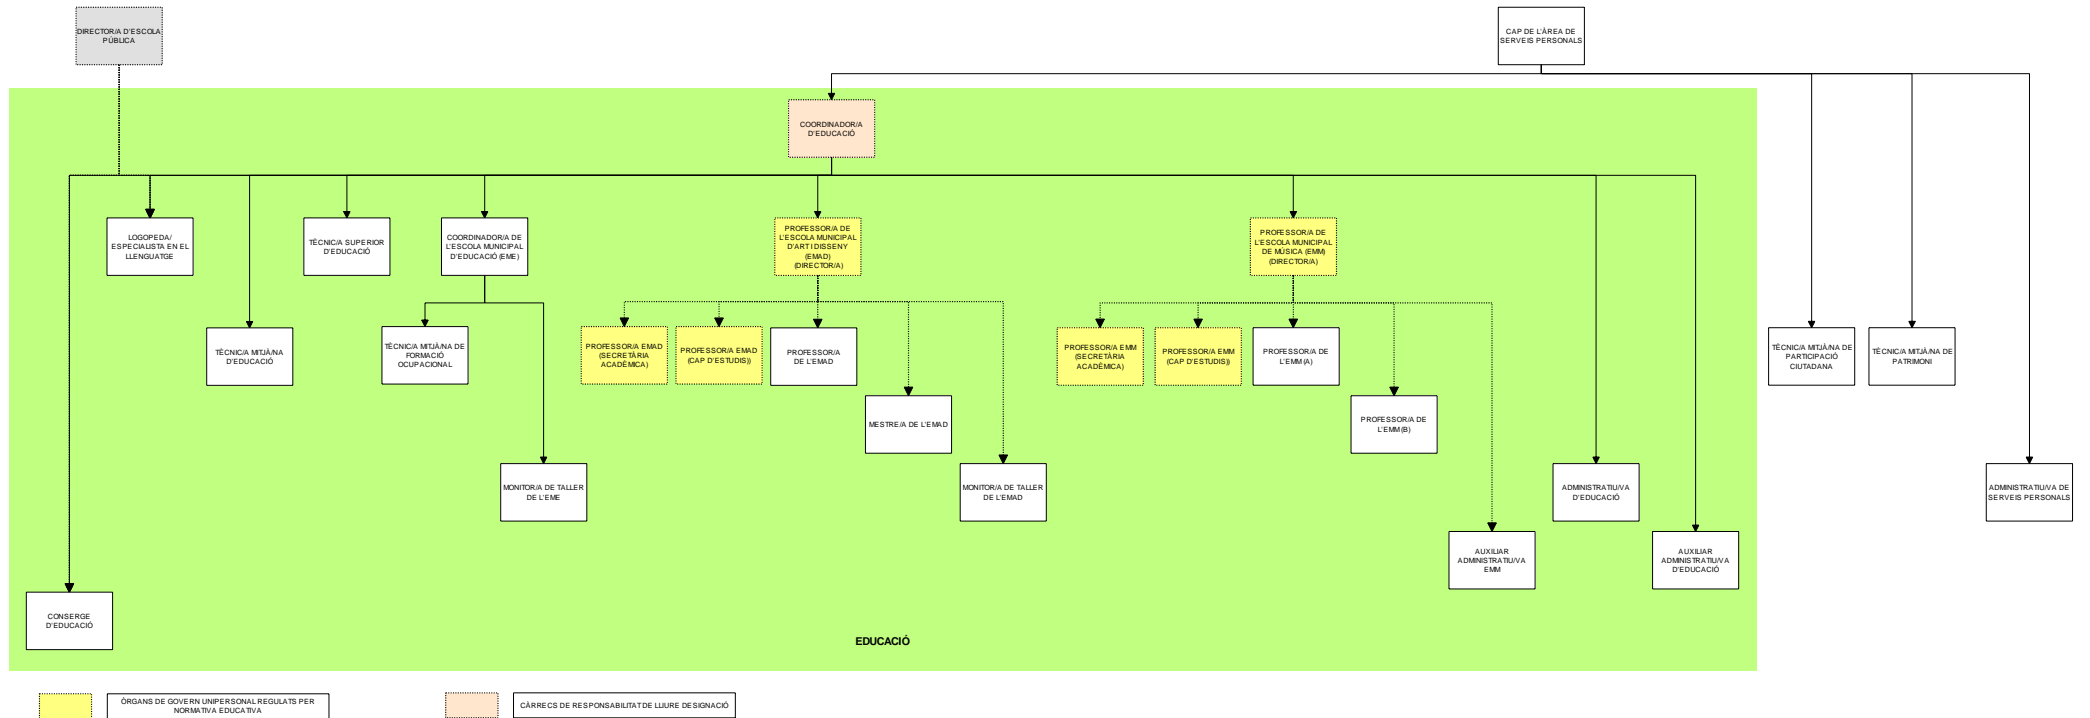 DIRECTOR/A D'ESCOLA
PÚBLICA
CAP DE L'ÀREA DE
SERVEIS PERSONALS
COORDINADOR/A
D'EDUCACIÓ
LOGOPEDA/
ESPECIALISTA EN EL
LLENGUATGE
TÈCNIC/A SUPERIOR
D'EDUCACIÓ
COORDINADOR/A DE
L'ESCOLA MUNICIPAL
D'EDUCACIÓ (EME)
PROFESSOR/A DE
L'ESCOLA MUNICIPAL
D'ART I DISSENY
(EMAD)
(DIRECTOR/A)
PROFESSOR/A DE
L'ESCOLA MUNICIPAL
DE MÚSICA (EMM)
(DIRECTOR/A)
TÈCNIC/A MITJÀ/NA
D'EDUCACIÓ
TÈCNIC/A MITJÀ/NA DE
FORMACIÓ
OCUPACIONAL
PROFESSOR/A EMAD
(SECRETÀRIA
ACADÈMICA)
PROFESSOR/A EMAD
(CAP D'ESTUDIS))
PROFESSOR/A
DE L'EMAD
PROFESSOR/A EMM
(SECRETÀRIA
ACADÈMICA)
PROFESSOR/A EMM
(CAP D'ESTUDIS))
PROFESSOR/A DE
L'EMM (A)
TÈCNIC/A MITJÀ/NA DE
PARTICIPACIÓ
CIUTADANA
TÈCNIC/A MITJÀ/NA DE
PATRIMONI
MESTRE/A DE L'EMAD
PROFESSOR/A DE
L'EMM (B)
MONITOR/A DE TALLER
DE L'EME
MONITOR/A DE TALLER
DE L'EMAD
ADMINISTRATIU/VA
D'EDUCACIÓ
ADMINISTRATIU/VA DE
SERVEIS PERSONALS
AUXILIAR
ADMINISTRATIU/VA
EMM
AUXILIAR
ADMINISTRATIU/VA
D'EDUCACIÓ
CONSERGE
D'EDUCACIÓ
EDUCACIÓ
ÒRGANS DE GOVERN UNIPERSONAL REGULATS PER
NORMATIVA EDUCATIVA
CÀRRECS DE RESPONSABILITAT DE LLIURE DESIGNACIÓ